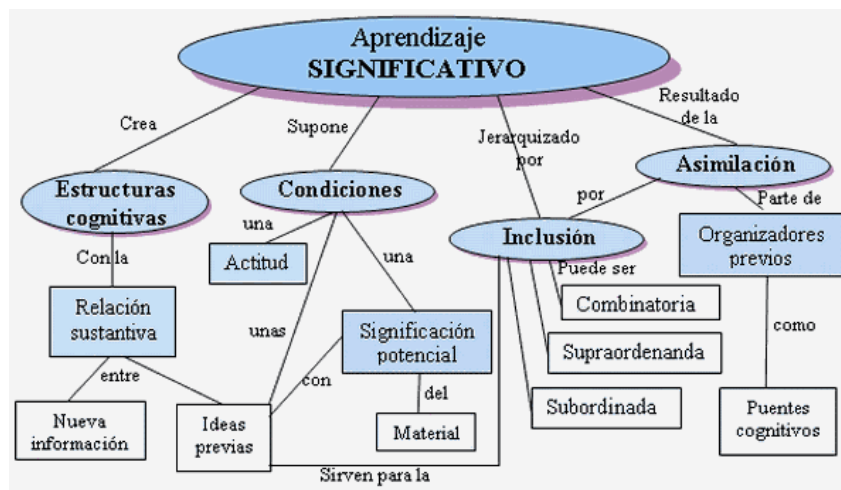 Aprendizaje
SIGNIFICATIVO
Crea
Supone
Jerarquizado
por
Resultado
de la
Estructuras
cognitivas
Condiciones
Asimilación
por
Parte de
Inclusión
Organizadores
previos
Con la
una
Actitud
una
Puede ser
Combinatoria
Relación
sustantiva
unas
Significación
potencial
Supraordenanda
como
entre
con
del
Subordinada
Nueva
información
Ideas
previas
Material
Puentes
cognitivos
Sirven para la